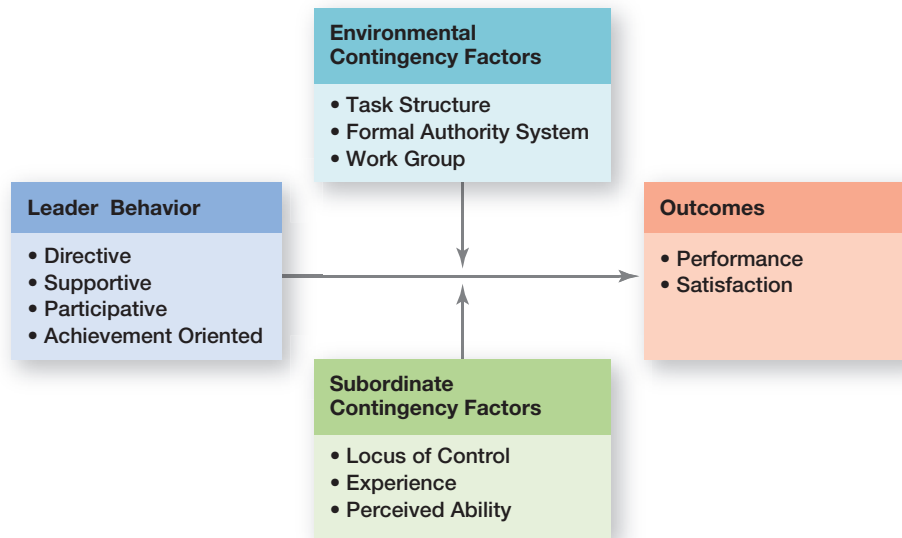 Environmental
Contingency Factors
• Task Structure
• Formal Authority System
• Work Group
Leader Behavior
• Directive
• Supportive
• Participative
• Achievement Oriented
Outcomes
• Performance
• Satisfaction
Subordinate
Contingency Factors
• Locus of Control
• Experience
• Perceived Ability